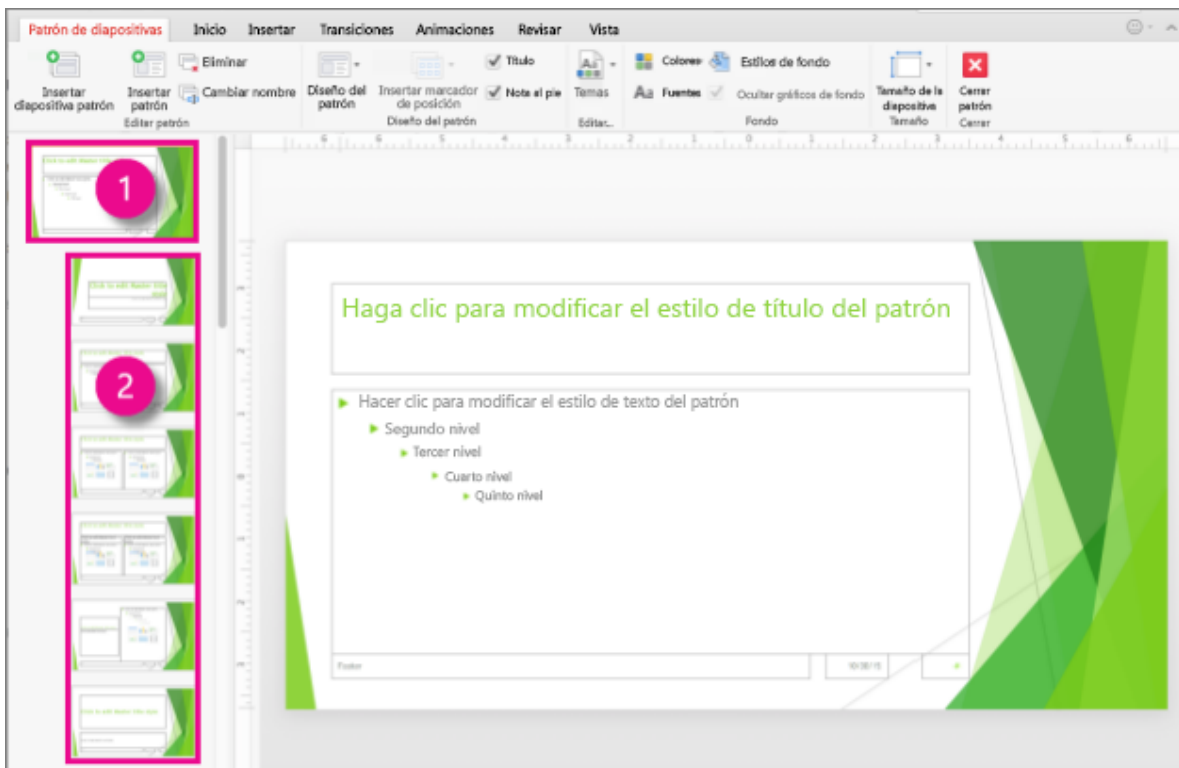 Patrón de diapositivas Inicio Insertar Transiciones Animaciones Revisar Vista
Insertar diapositiva patrón
Insertar patrón
Eliminar
Cambiar nombre
Editar patrón
Diseño del patrón
Insertar marcador de posición
Título
Nota al pie
Diseño del patrón
Aa
Temas
Editar...
Colores
Aa Fuentes
Estilos de fondo
Ocultar gráficos de fondo
Fondo
Tamaño de la diapositiva
Tamaño
Cerrar patrón
Cerrar
1
2
Haga clic para modificar el estilo de título del patrón
Hacer clic para modificar el estilo de texto del patrón
Segundo nivel
Tercer nivel
Cuarto nivel
Quinto nivel
Footer